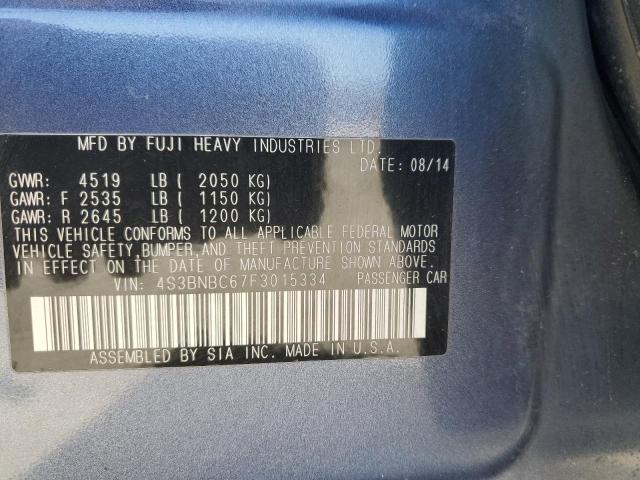 MFD BY FUJI HEAVY INDUSTRIES LTD.
DATE: 08/14
GVWR: 4519 LB ( 2050 KG)
GAWR: F 2535 LB ( 1150 KG)
GAWR: R 2645 LB ( 1200 KG)
THIS VEHICLE CONFORMS TO ALL APPLICABLE FEDERAL MOTOR
VEHICLE SAFETY, BUMPER, AND THEFT PREVENTION STANDARDS
IN EFFECT ON THE DATE OF MANUFACTURE SHOWN ABOVE.
VIN: 4S3BNBC67F3015334 PASSENGER CAR
ASSEMBLED BY SIA INC. MADE IN U.S.A.